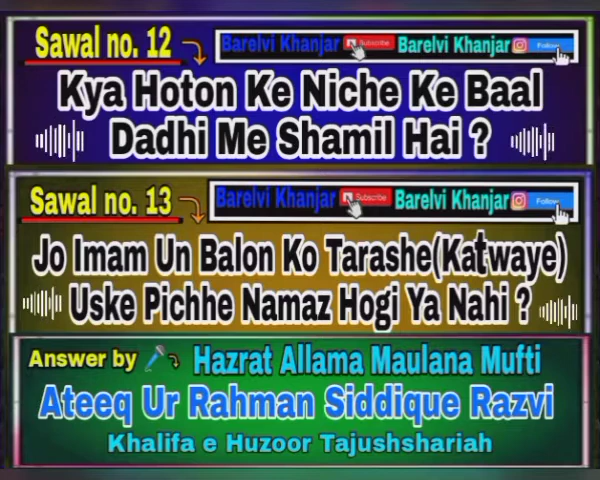 Sawal no. 12
Barelvi Khanjar Subscribe Barelvi Khanjar Follow
Kya Hoton Ke Niche Ke Baal
Dadhi Me Shamil Hai ?
Sawal no. 13
Barelvi Khanjar Subscribe Barelvi Khanjar Follow
Jo Imam Un Balon Ko Tarashe(Katwaye)
Uske Pichhe Namaz Hogi Ya Nahi ?
Answer by Hazrat Allama Maulana Mufti
Ateeq Ur Rahman Siddique Razvi
Khalifa e Huzoor Tajushshariah